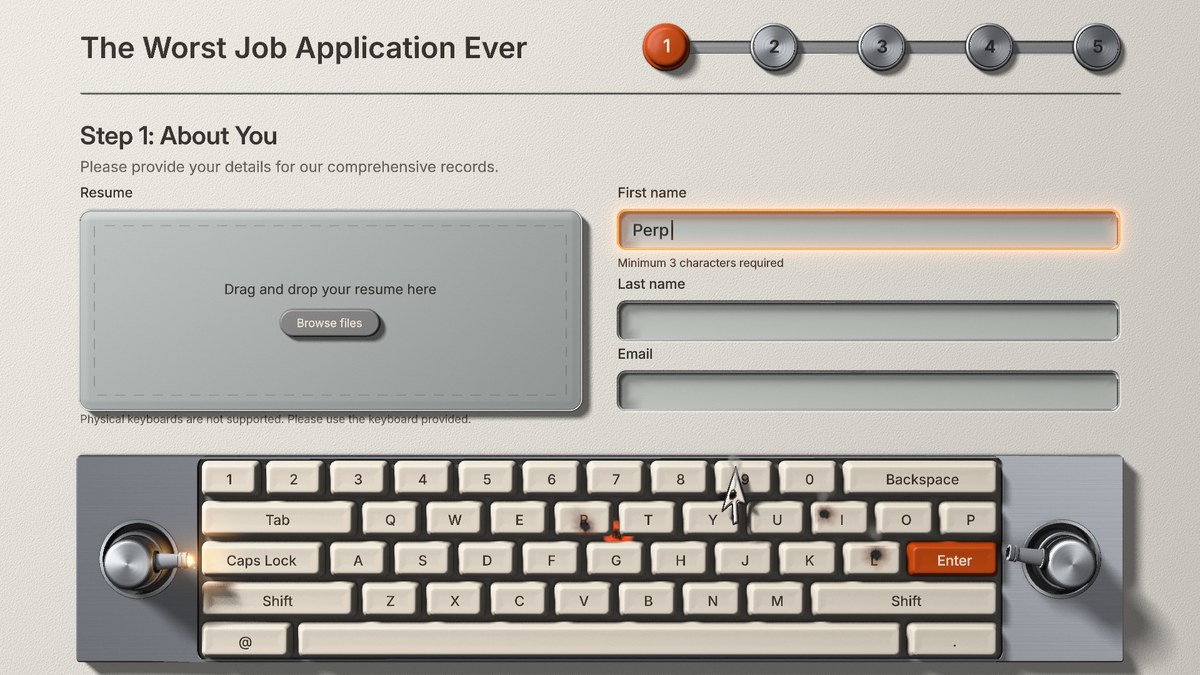 The Worst Job Application Ever
1 2 3 4 5
Step 1: About You
Please provide your details for our comprehensive records.
Resume
Drag and drop your resume here
Browse files
Physical keyboards are not supported. Please use the keyboard provided.
First name
Perp
Minimum 3 characters required
Last name
Email
1 2 3 4 5 6 7 8 9 0 Backspace
Tab Q W E R T Y U I O P
Caps Lock A S D F G H J K L Enter
Shift Z X C V B N M Shift
@ .